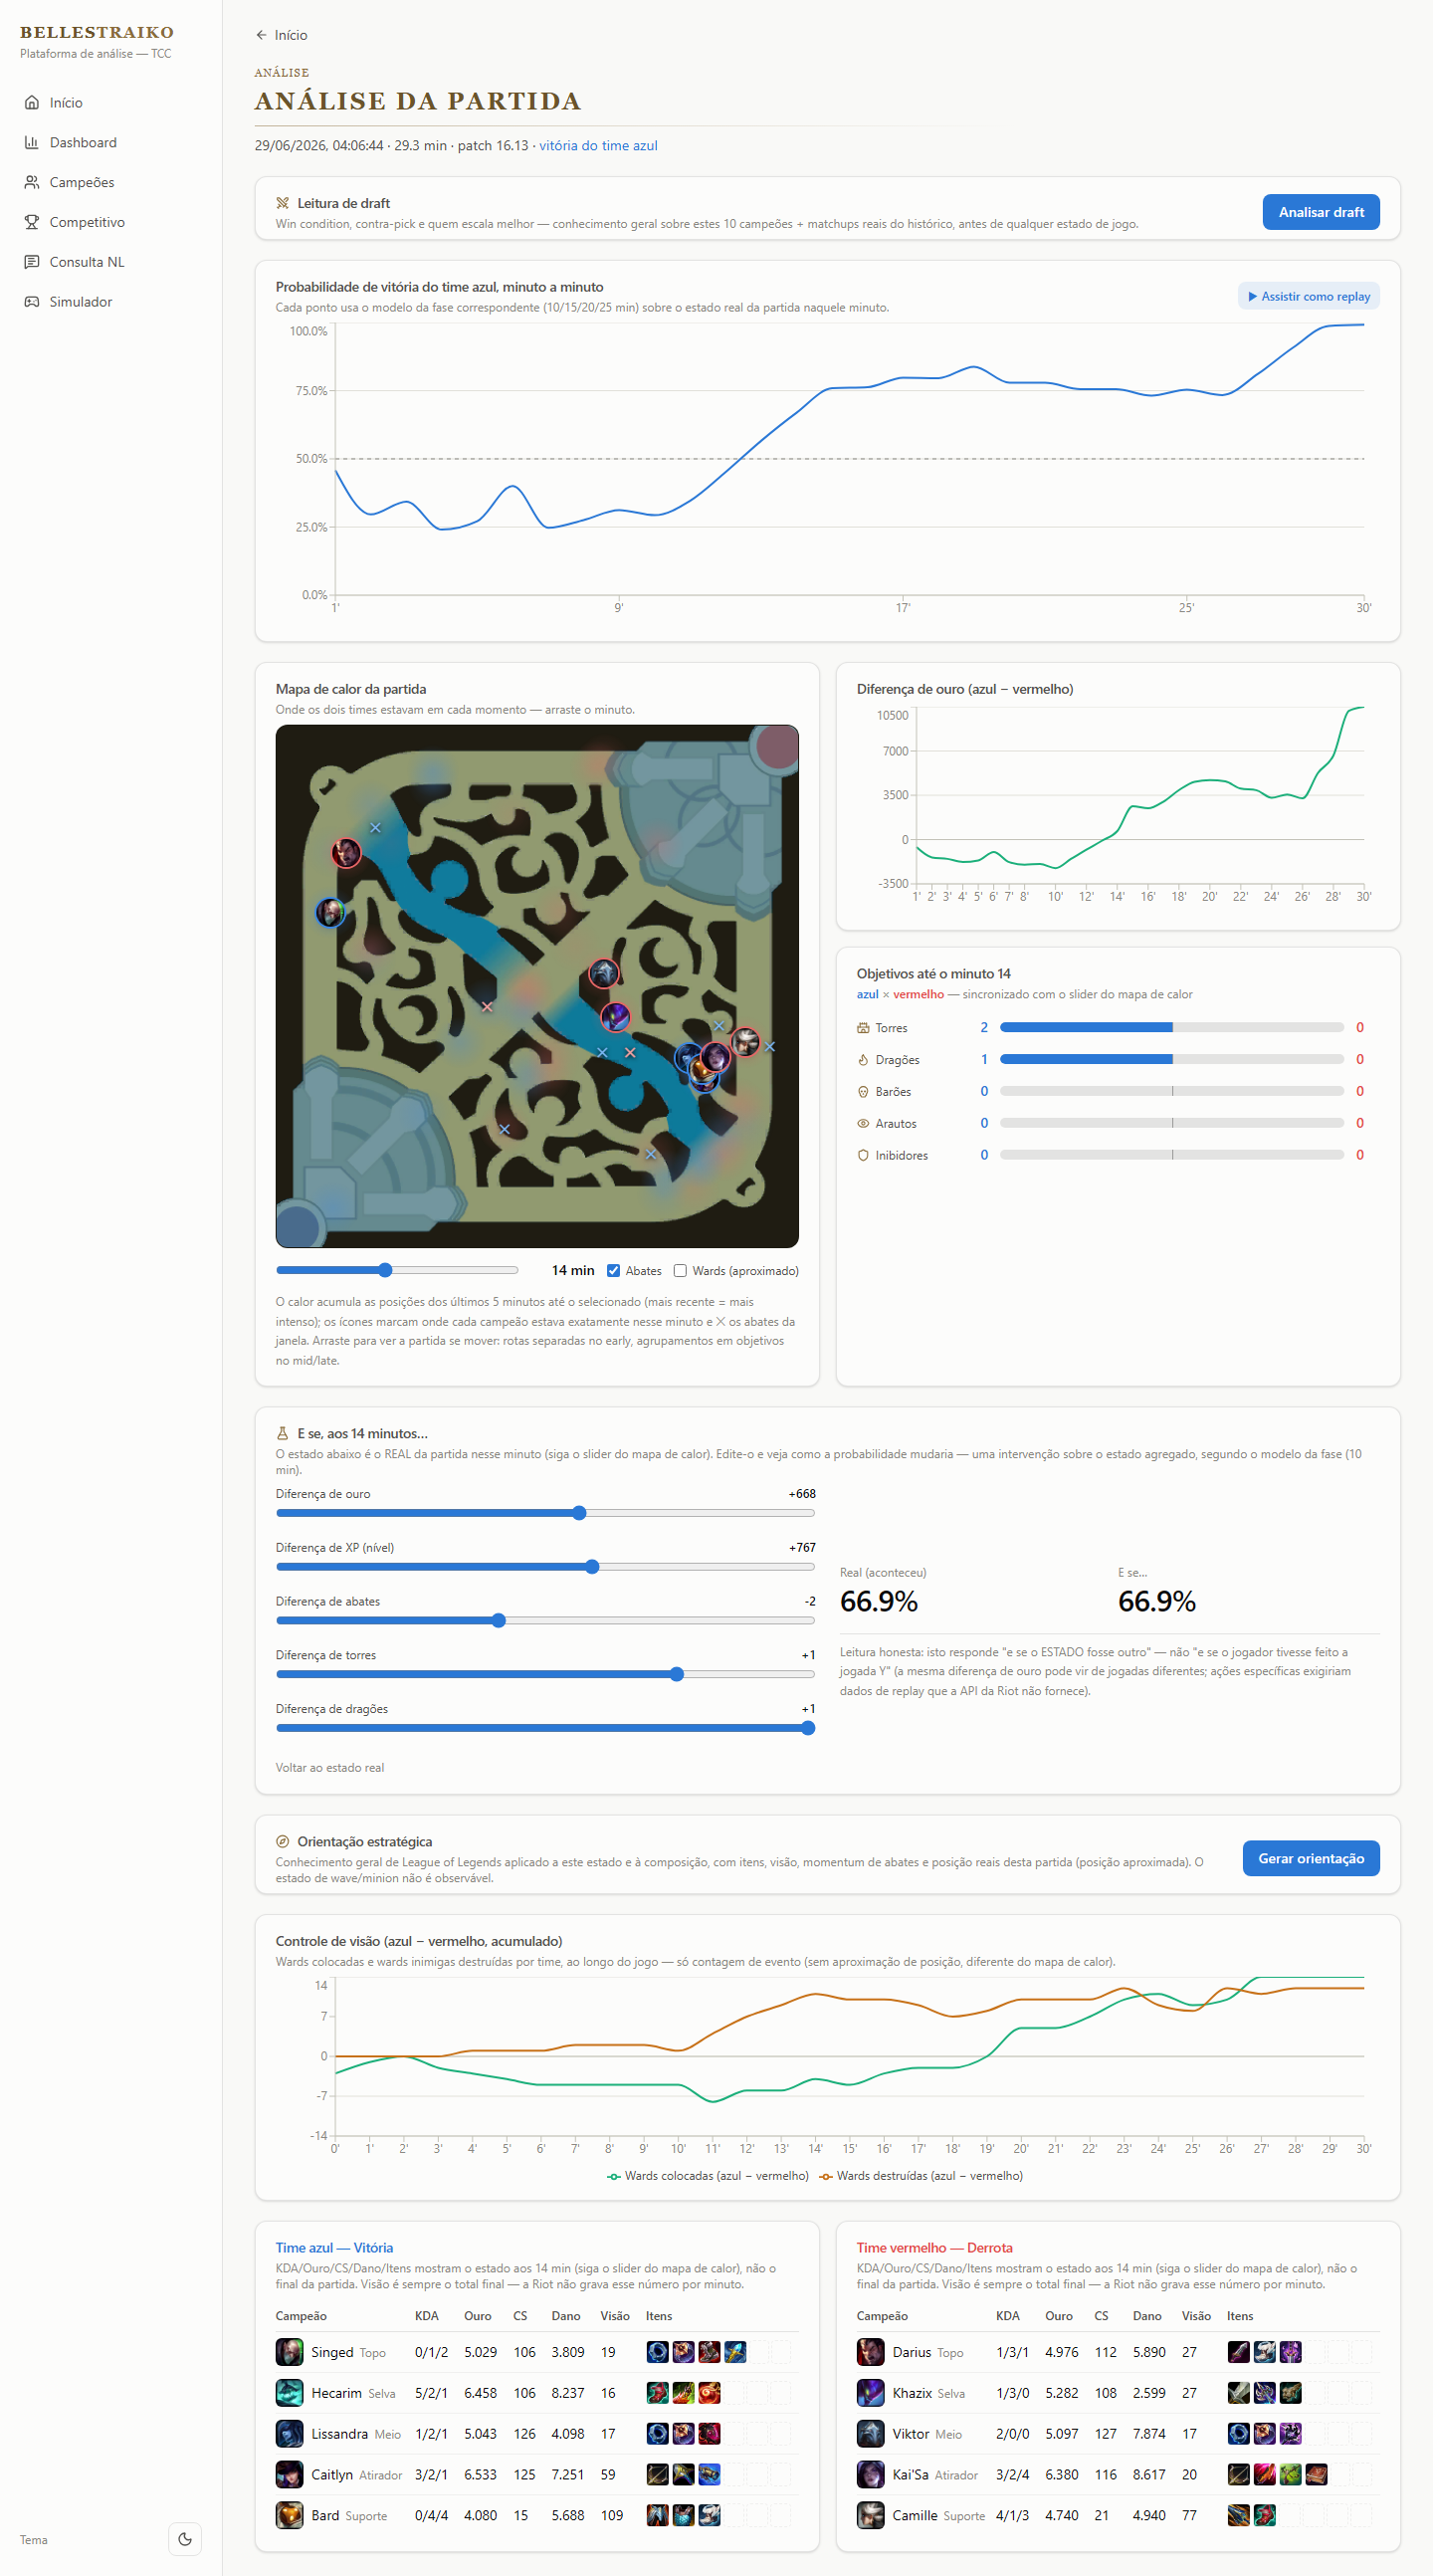 BELLESTRAIKO
Plataforma de análise — TCC
Início
Dashboard
Campeões
Competitivo
Consulta NL
Simulador
Tema
← Início
ANÁLISE
ANÁLISE DA PARTIDA
29/06/2026, 04:06:44 · 29.3 min · patch 16.13 · vitória do time azul
Leitura de draft
Win condition, contra-pick e quem escala melhor — conhecimento geral sobre estes 10 campeões + matchups reais do histórico, antes de qualquer estado de jogo.
Analisar draft
Probabilidade de vitória do time azul, minuto a minuto
Cada ponto usa o modelo da fase correspondente (10/15/20/25 min) sobre o estado real da partida naquele minuto.
▶ Assistir como replay
100.0%
75.0%
50.0%
25.0%
0.0%
1' 9' 17' 25' 30'
Mapa de calor da partida
Onde os dois times estavam em cada momento — arraste o minuto.
14 min Abates Wards (aproximado)
O calor acumula as posições dos últimos 5 minutos até o selecionado (mais recente = mais
intenso); os ícones marcam onde cada campeão estava exatamente nesse minuto e ✕ os abates da
janela. Arraste para ver a partida se mover: rotas separadas no early, agrupamentos em objetivos
no mid/late.
Diferença de ouro (azul − vermelho)
10500
7000
3500
0
-3500
1' 2' 3' 4' 5' 6' 7' 8' 10' 12' 14' 16' 18' 20' 22' 24' 26' 28' 30'
Objetivos até o minuto 14
azul × vermelho — sincronizado com o slider do mapa de calor
Torres 2 0
Dragões 1 0
Barões 0 0
Arautos 0 0
Inibidores 0 0
E se, aos 14 minutos...
O estado abaixo é o REAL da partida nesse minuto (siga o slider do mapa de calor). Edite-o e veja como a probabilidade mudaria — uma intervenção sobre o estado agregado, segundo o modelo da fase (10
min).
Diferença de ouro +668
Diferença de XP (nível) +767
Diferença de abates -2
Diferença de torres +1
Diferença de dragões +1
Voltar ao estado real
Real (aconteceu) E se...
66.9% 66.9%
Leitura honesta: isto responde "e se o ESTADO fosse outro" — não "e se o jogador tivesse feito a
jogada Y" (a mesma diferença de ouro pode vir de jogadas diferentes; ações específicas exigiriam
dados de replay que a API da Riot não fornece).
Orientação estratégica
Conhecimento geral de League of Legends aplicado a este estado e à composição, com itens, visão, momentum de abates e posição reais desta partida (posição aproximada). O
estado de wave/minion não é observável.
Gerar orientação
Controle de visão (azul − vermelho, acumulado)
Wards colocadas e wards inimigas destruídas por time, ao longo do jogo — só contagem de evento (sem aproximação de posição, diferente do mapa de calor).
14
7
0
-7
-14
0' 1' 2' 3' 4' 5' 6' 7' 8' 9' 10' 11' 12' 13' 14' 15' 16' 17' 18' 19' 20' 21' 22' 23' 24' 25' 26' 27' 28' 29' 30'
Wards colocadas (azul − vermelho) Wards destruídas (azul − vermelho)
Time azul — Vitória
KDA/Ouro/CS/Dano/Itens mostram o estado aos 14 min (siga o slider do mapa de calor), não o
final da partida. Visão é sempre o total final — a Riot não grava esse número por minuto.
Campeão KDA Ouro CS Dano Visão Itens
Singed Topo 0/1/2 5.029 106 3.809 19
Hecarim Selva 5/2/1 6.458 106 8.237 16
Lissandra Meio 1/2/1 5.043 126 4.098 17
Caitlyn Atirador 3/2/1 6.533 125 7.251 59
Bard Suporte 0/4/4 4.080 15 5.688 109
Time vermelho — Derrota
KDA/Ouro/CS/Dano/Itens mostram o estado aos 14 min (siga o slider do mapa de calor), não o
final da partida. Visão é sempre o total final — a Riot não grava esse número por minuto.
Campeão KDA Ouro CS Dano Visão Itens
Darius Topo 1/3/1 4.976 112 5.890 27
Khazix Selva 1/3/0 5.282 108 2.599 27
Viktor Meio 2/0/0 5.097 127 7.874 17
Kai'Sa Atirador 3/2/4 6.380 116 8.617 20
Camille Suporte 4/1/3 4.740 21 4.940 77